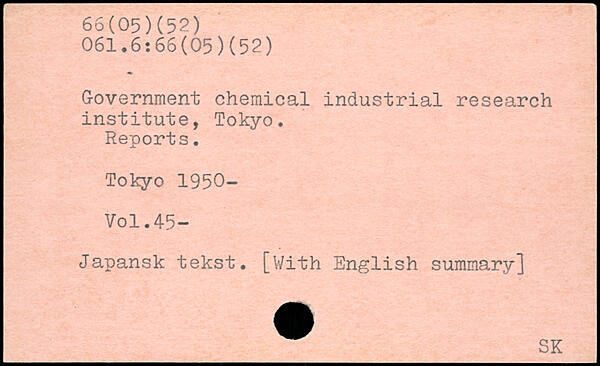 66(05)(52)
061.6:66(05)(52)
Government chemical industrial research
institute, Tokyo.
Reports.
Tokyo 1950-
Vol.45-
Japansk tekst. [With English summary]
SK